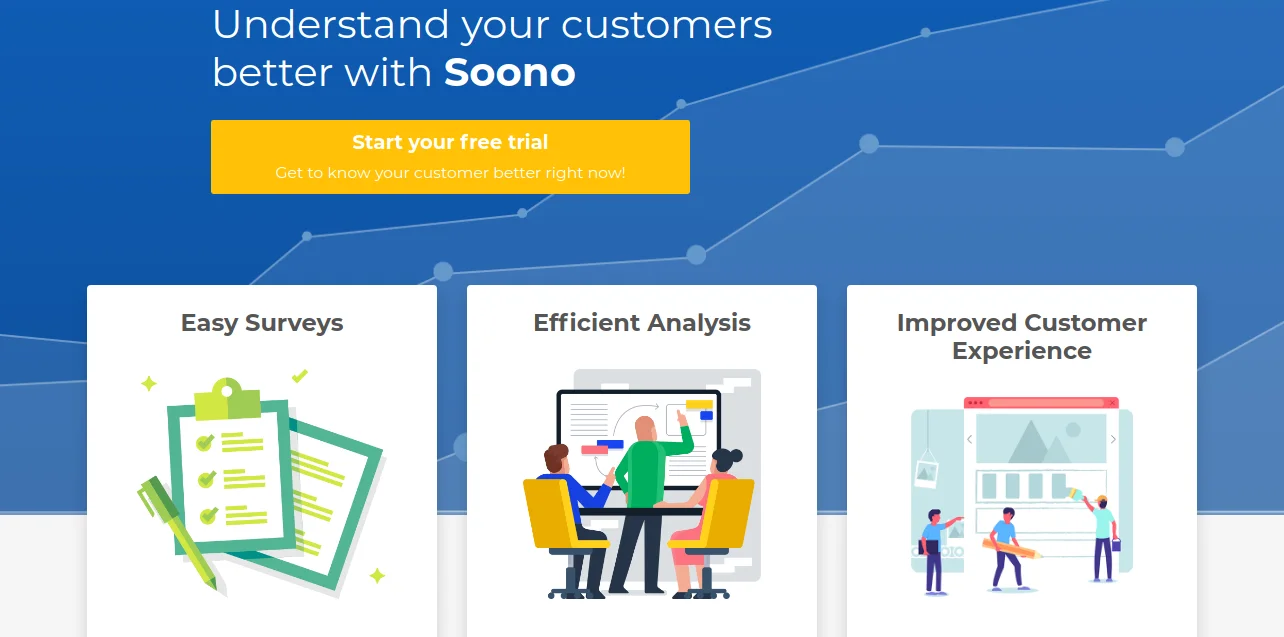 Understand your customers
better with Soono
Start your free trial
Get to know your customer better right now!
Easy Surveys
Efficient Analysis
Improved Customer
Experience